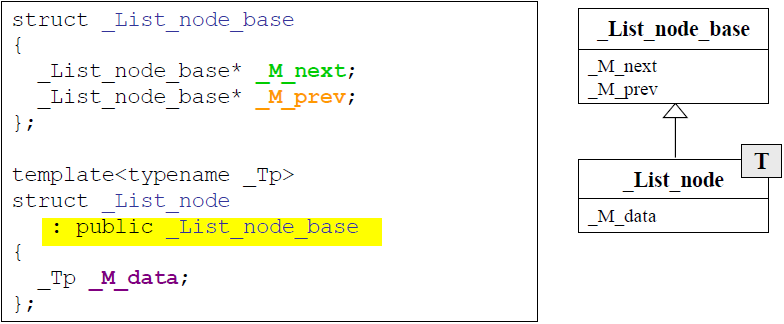 struct _List_node_base
{
  _List_node_base* _M_next;
  _List_node_base* _M_prev;
};
template<typename _Tp>
struct _List_node
   : public _List_node_base
{
  _Tp _M_data;
};
_List_node_base
_M_next
_M_prev
T
_List_node
_M_data